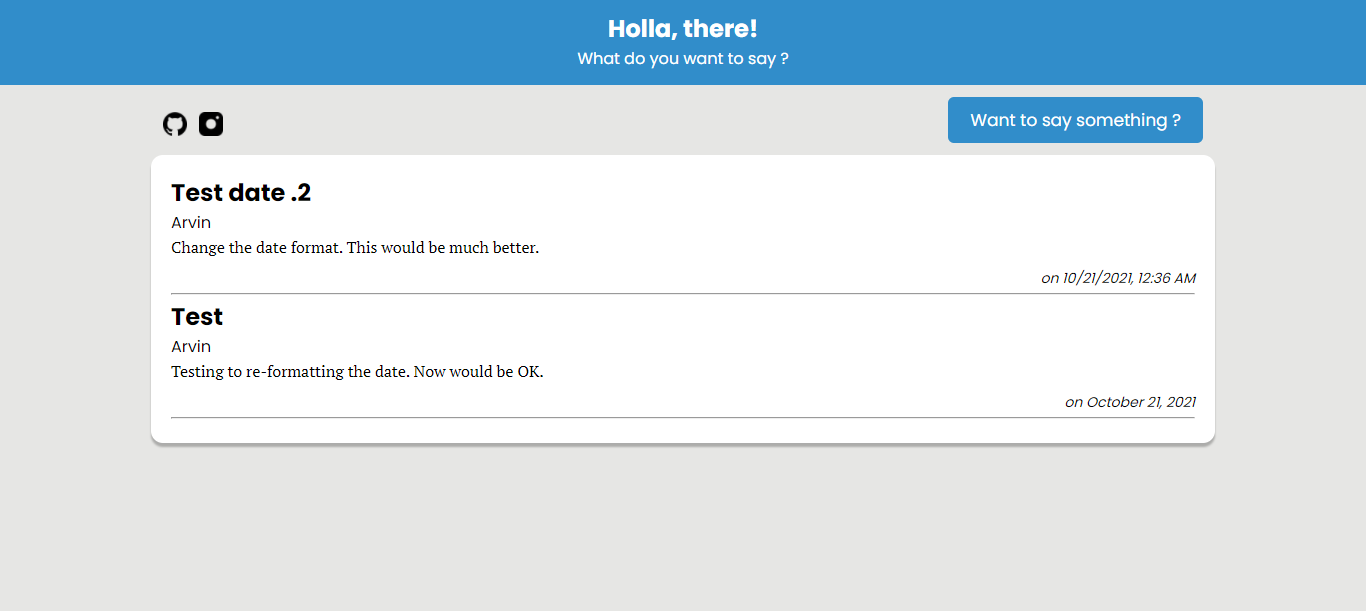 Holla, there!
What do you want to say ?
Want to say something ?
Test date .2
Arvin
Change the date format. This would be much better.
on 10/21/2021, 12:36 AM
Test
Arvin
Testing to re-formatting the date. Now would be OK.
on October 21, 2021